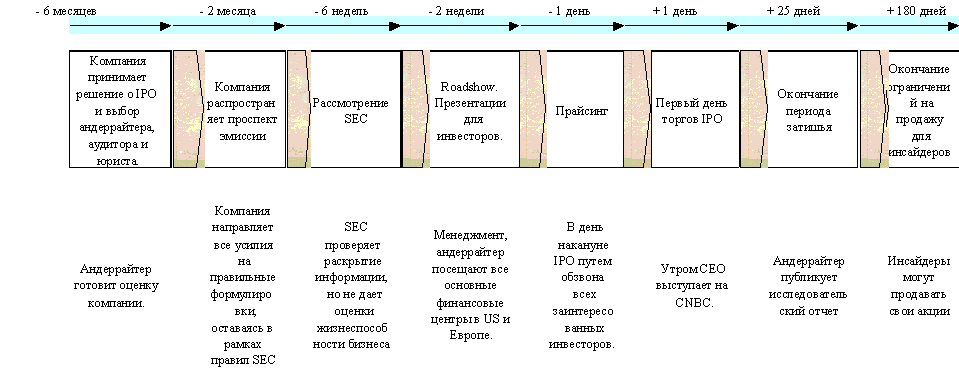 - 6 месяцев
- 2 месяца
- 6 недель
- 2 недели
- 1 день
+ 1 день
+ 25 дней
+ 180 дней
Компания
принимает
решение о IPO
и выбор
андеррайтера,
аудитора и
юриста
Компания
распростран
яет проспект
эмиссии
Рассмотрение
SEC
Roadshow.
Презентации
для
инвесторов.
Прайсинг
Первый день
торгов IPO
Окончание
периода
затишья
Окончание
ограничени
й на
продажу
для
инсайдеров
Андеррайтер
готовит оценку
компании.
Компания
направляет
все усилия
на
правильные
формулиро
вки,
оставаясь в
рамках
правил SEC
SEC
проверяет
раскрытие
информации,
но не дает
оценки
жизнеспособ
ности бизнеса
Менеджмент,
андеррайтер
посещают все
основные
финансовые
центры в US и
Европе.
В день
накануне
IPO путем
обзвона
всех
заинтересо
ванных
инвесторов.
Утром CEO
выступает на
CNBC.
Андеррайтер
публикует
исследователь
ский отчет
Инсайдеры
могут
продавать
свои акции